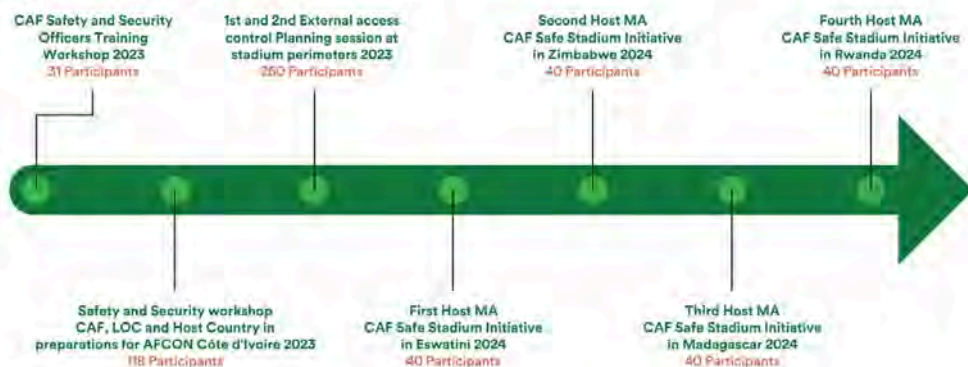 CAF Safety and Security
Officers Training
Workshop 2023
31 Participants
1st and 2nd External access
control Planning session at
stadium perimeters 2023
250 Participants
Second Host MA
CAF Safe Stadium Initiative
in Zimbabwe 2024
40 Participants
Fourth Host MA
CAF Safe Stadium Initiative
in Rwanda 2024
40 Participants
Safety and Security workshop
CAF, LOC and Host Country in
preparations for AFCON Côte d'Ivoire 2023
118 Participants
First Host MA
CAF Safe Stadium Initiative
in Eswatini 2024
40 Participants
Third Host MA
CAF Safe Stadium Initiative
in Madagascar 2024
40 Participants